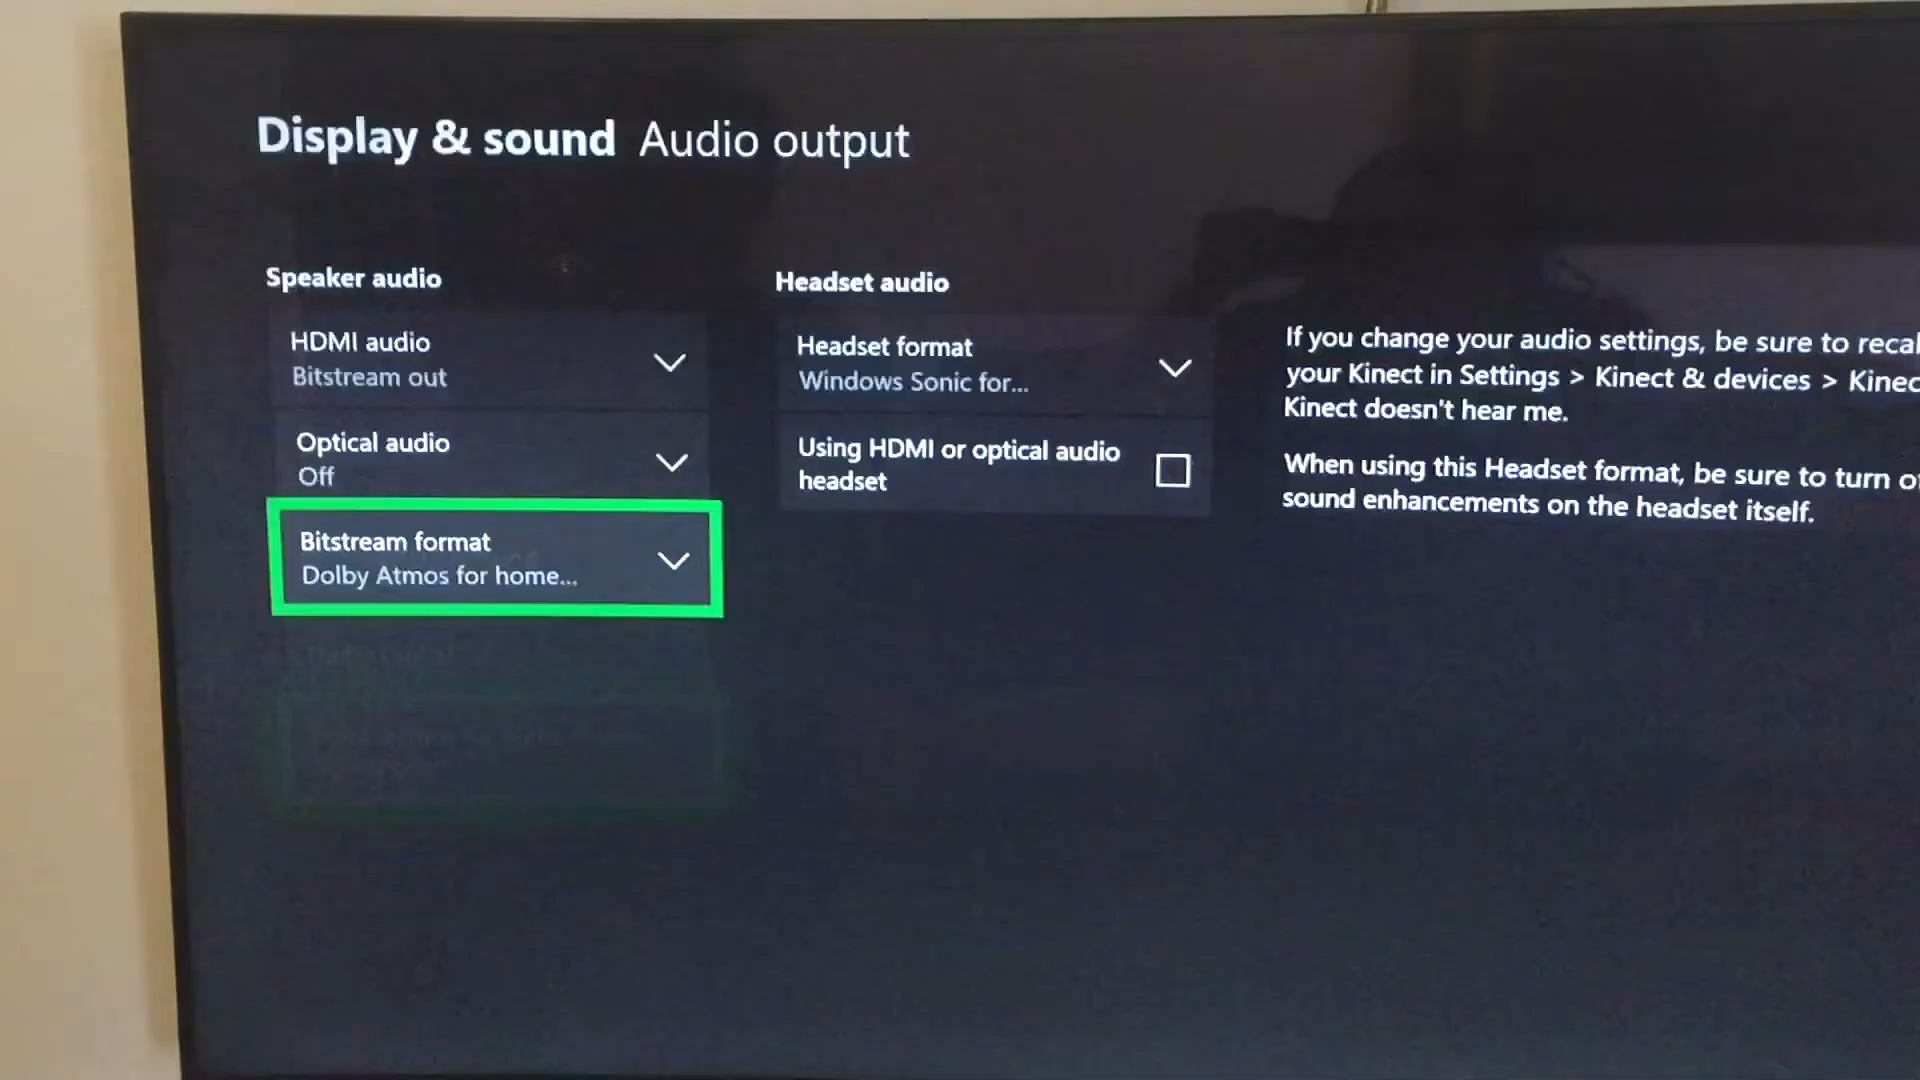 Display & sound Audio output
Speaker audio
HDMI audio
Bitstream out
Optical audio
Off
Bitstream format
Dolby Atmos for home...
Headset audio
Headset format
Windows Sonic for...
Using HDMI or optical audio
headset
If you change your audio settings, be sure to recal
your Kinect in Settings > Kinect & devices > Kinec
Kinect doesn't hear me.
When using this Headset format, be sure to turn of
sound enhancements on the headset itself.